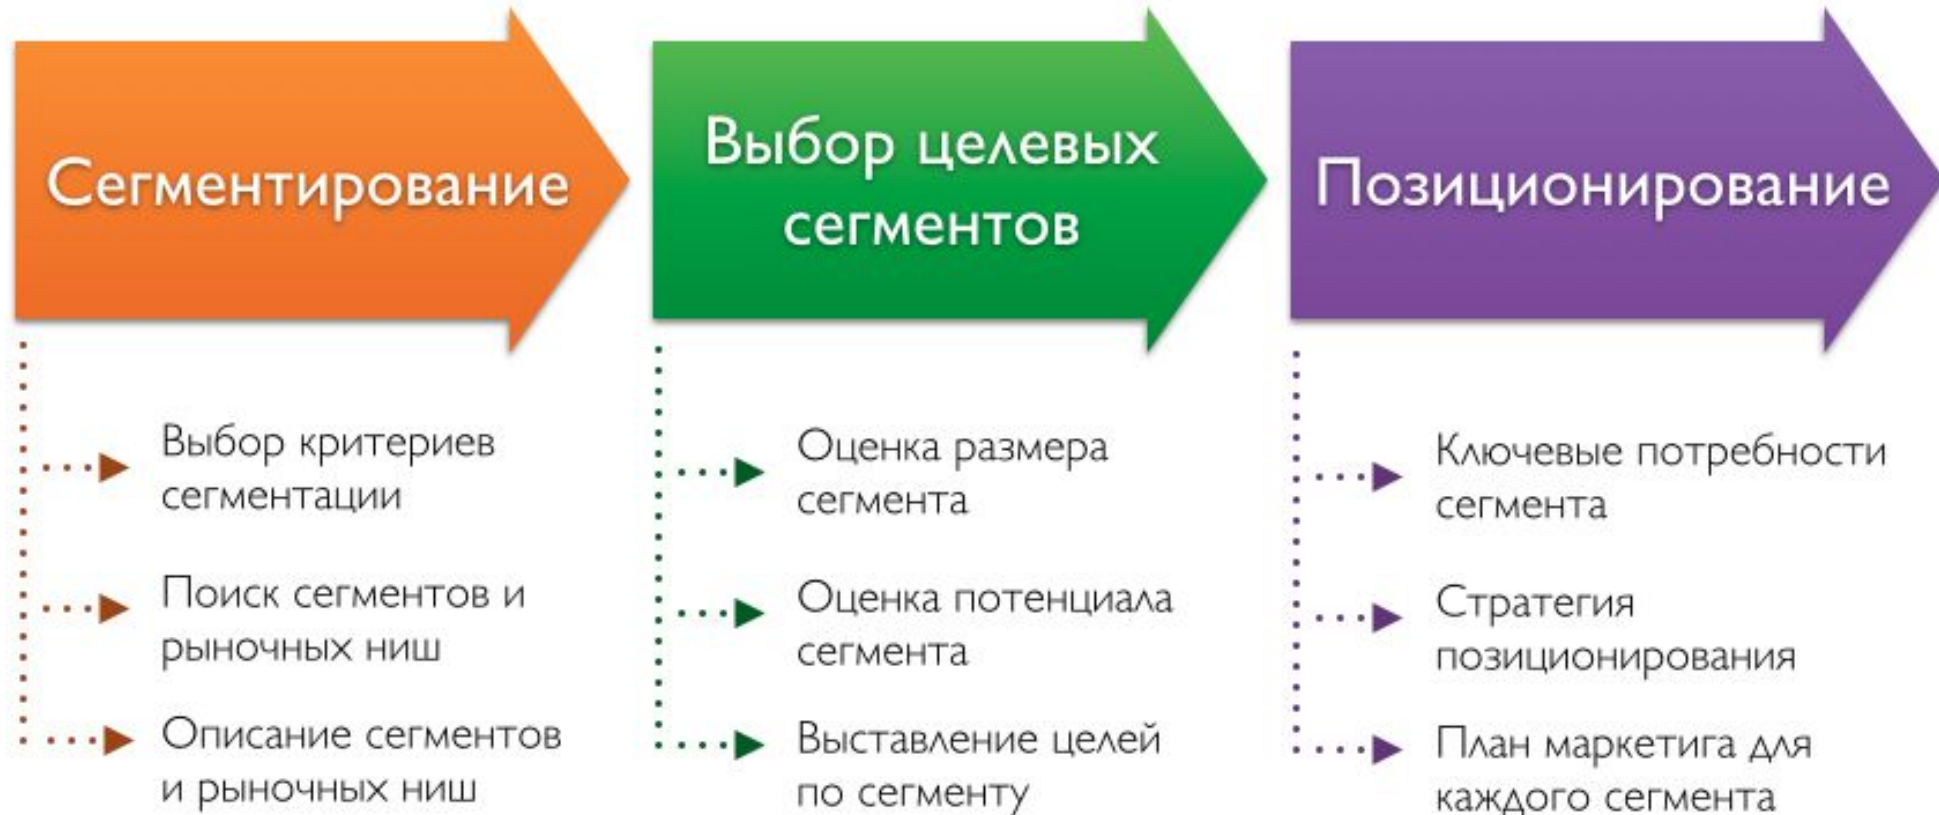 Сегментирование
Выбор целевых
сегментов
Позиционирование
Выбор критериев
сегментации
Поиск сегментов и
рыночных ниш
Описание сегментов
и рыночных ниш
Оценка размера
сегмента
Оценка потенциала
сегмента
Выставление целей
по сегменту
Ключевые потребности
сегмента
Стратегия
позиционирования
План маркетига для
каждого сегмента